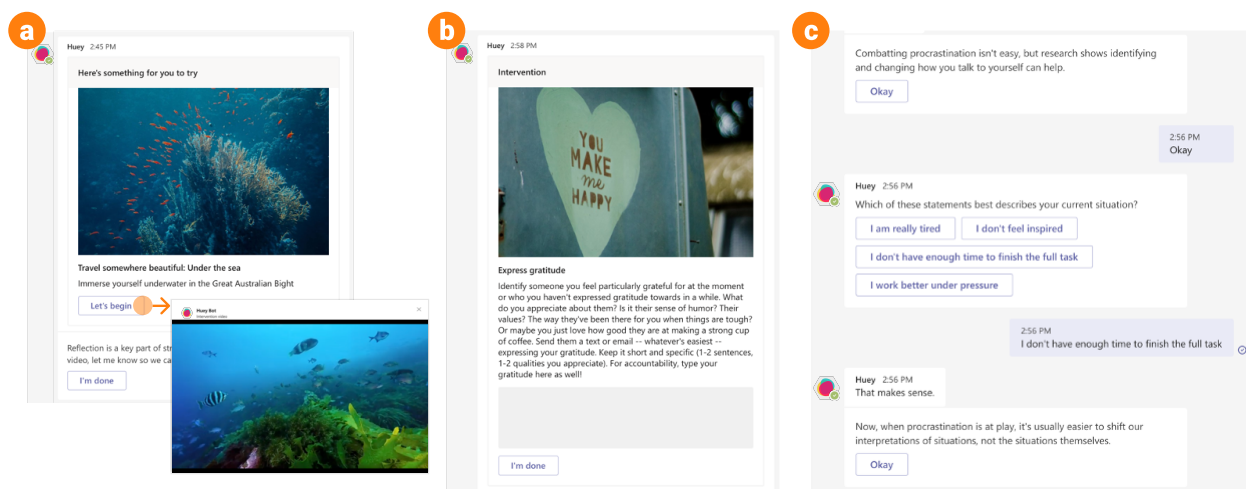 a
Huey 2:45 PM
Here's something for you to try
Travel somewhere beautiful: Under the sea
Immerse yourself underwater in the Great Australian Bight
Let's begin
Huey Bot
Intervention video
Reflection is a key part of
video, let me know so we
I'm done
b
Huey 2:58 PM
Intervention
YOU
MAKE
me
HAPPY
Express gratitude
Identify someone you feel particularly grateful for at the moment
or who you haven't expressed gratitude towards in a while. What
do you appreciate about them? Is it their sense of humor? Their
values? The way they've been there for you when things are tough?
Or maybe you just love how good they are at making a strong cup
of coffee. Send them a text or email -- whatever's easiest --
expressing your gratitude. Keep it short and specific (1-2 sentences,
1-2 qualities you appreciate). For accountability, type your
gratitude here as well!
I'm done
c
Combatting procrastination isn't easy, but research shows identifying
and changing how you talk to yourself can help.
Okay
2:56 PM
Okay
Huey 2:56 PM
Which of these statements best describes your current situation?
I am really tired
I don't feel inspired
I don't have enough time to finish the full task
I work better under pressure
2:56 PM
I don't have enough time to finish the full task
Huey 2:56 PM
That makes sense.
Now, when procrastination is at play, it's usually easier to shift our
interpretations of situations, not the situations themselves.
Okay